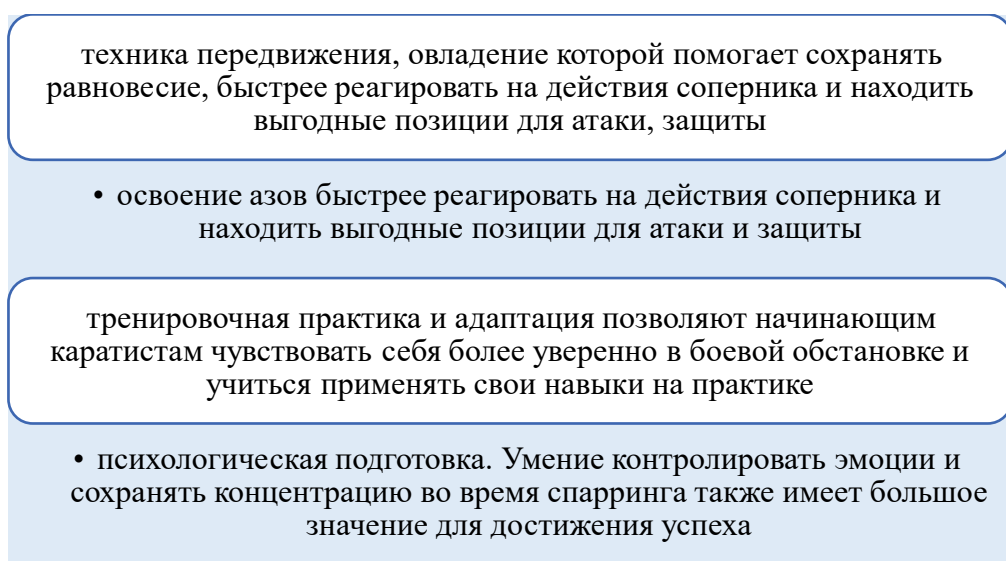 техника передвижения, овладение которой помогает сохранять
равновесие, быстрее реагировать на действия соперника и находить
выгодные позиции для атаки, защиты
• освоение азов быстрее реагировать на действия соперника и
находить выгодные позиции для атаки и защиты
тренировочная практика и адаптация позволяют начинающим
каратистам чувствовать себя более уверенно в боевой обстановке и
учиться применять свои навыки на практике
• психологическая подготовка. Умение контролировать эмоции и
сохранять концентрацию во время спарринга также имеет большое
значение для достижения успеха